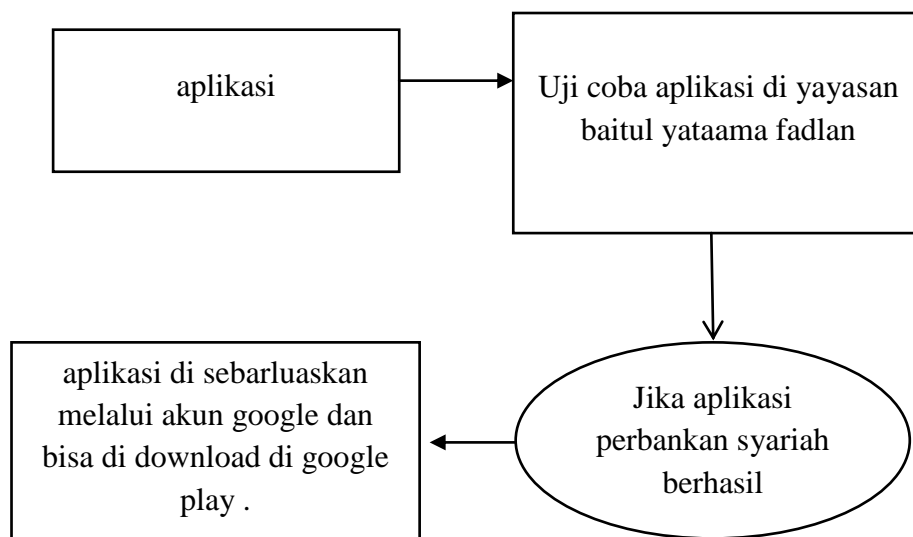 aplikasi
Uji coba aplikasi di yayasan
baitul yataama fadlan
Jika aplikasi
perbankan syariah
berhasil
aplikasi di sebarluaskan
melalui akun google dan
bisa di download di google
play .